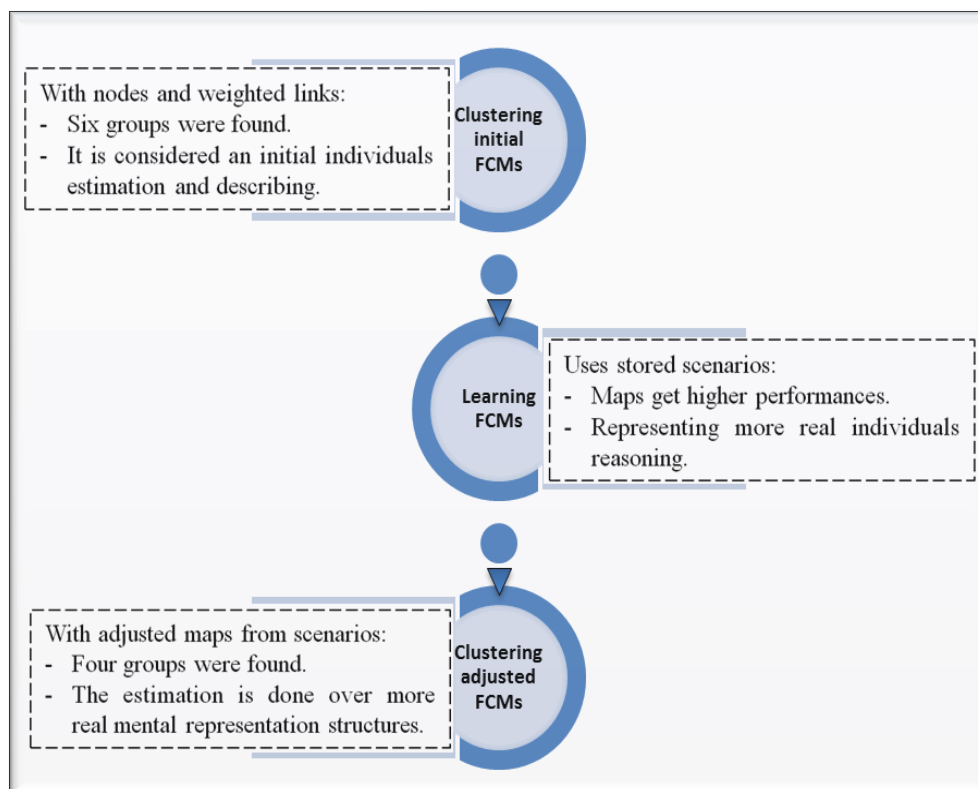 With nodes and weighted links:
- Six groups were found.
- It is considered an initial individuals
estimation and describing.
Clustering
initial
FCMs
Learning
FCMs
Uses stored scenarios:
- Maps get higher performances.
- Representing more real individuals
reasoning.
With adjusted maps from scenarios:
- Four groups were found.
- The estimation is done over more
real mental representation structures.
Clustering
adjusted
FCMs